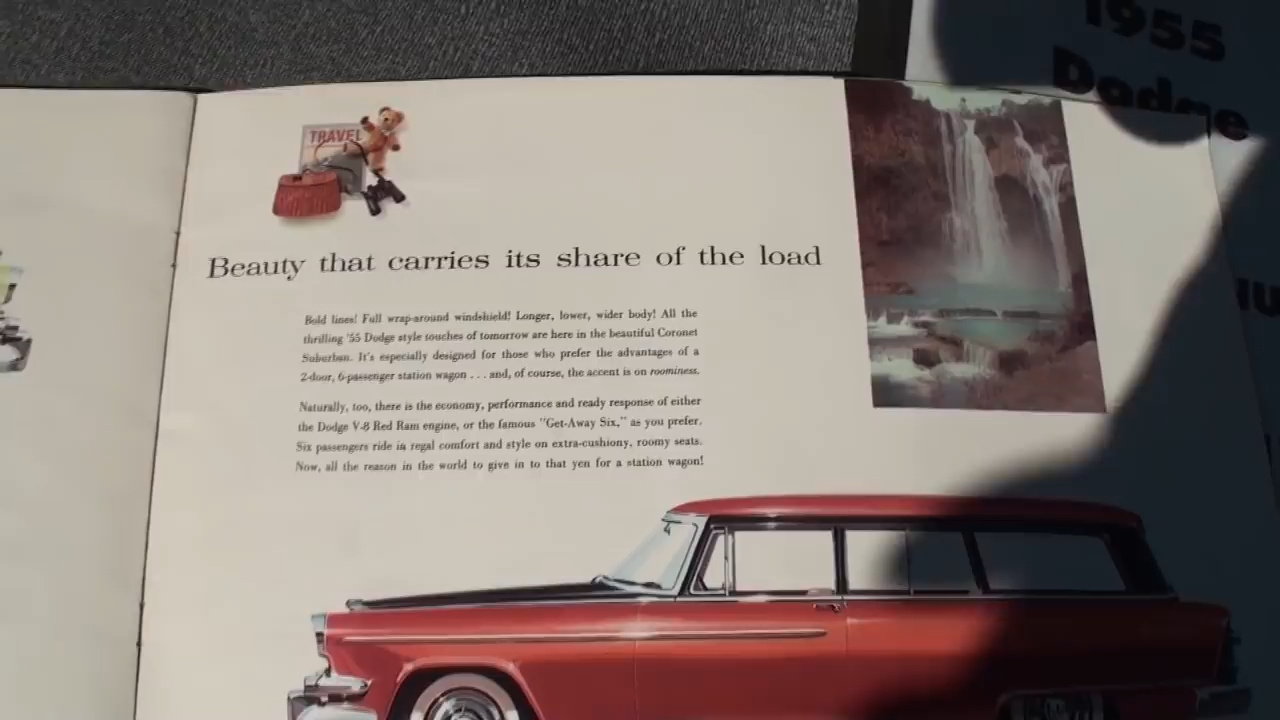 1955
Dodge
TRAVEL
Beauty that carries its share of the load
Bold lines! Full wrap-around windshield! Longer, lower, wider body! All the
thrilling '55 Dodge style touches of tomorrow are here in the beautiful Coronet
Suburban. It's especially designed for those who prefer the advantages of a
2-door, 6-passenger station wagon . . . and, of course, the accent is on roominess.
Naturally, too, there is the economy, performance and ready response of either
the Dodge V-8 Red Ram engine, or the famous "Get-Away Six," as you prefer.
Six passengers ride in regal comfort and style on extra-cushiony, roomy seats.
Now, all the reason in the world to give in to that yen for a station wagon!